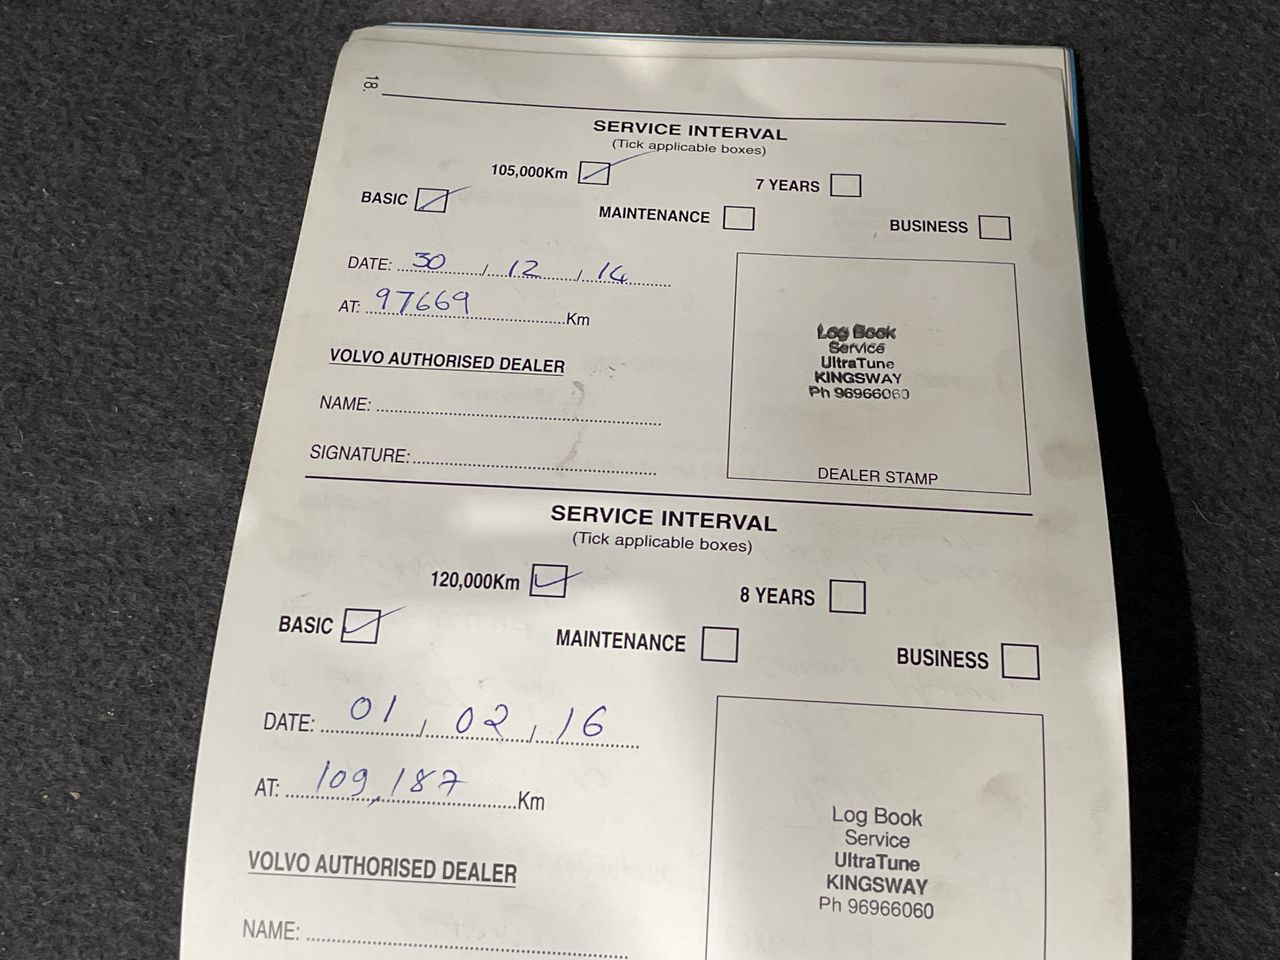 18.
SERVICE INTERVAL
(Tick applicable boxes)
105,000Km 7 YEARS
BASIC MAINTENANCE BUSINESS
DATE: 30 / 12 / 14
AT: 97669 Km
VOLVO AUTHORISED DEALER
NAME:
SIGNATURE:
Log Book
Service
UltraTune
KINGSWAY
Ph 96966060
DEALER STAMP
SERVICE INTERVAL
(Tick applicable boxes)
120,000Km 8 YEARS
BASIC MAINTENANCE BUSINESS
DATE: 01 / 02 / 16
AT: 109,187 Km
VOLVO AUTHORISED DEALER
NAME:
Log Book
Service
UltraTune
KINGSWAY
Ph 96966060